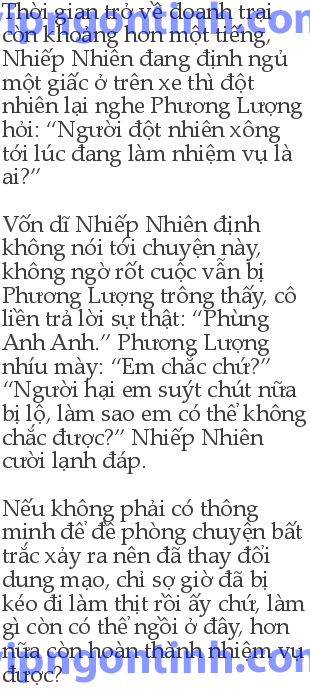 Thời gian trở về doanh trại
còn khoảng hơn một tiếng,
Nhiếp Nhiên đang định ngủ
một giấc ở trên xe thì đột
nhiên lại nghe Phương Lượng
hỏi: “Người đột nhiên xông
tới lúc đang làm nhiệm vụ là
ai?”
Vốn dĩ Nhiếp Nhiên định
không nói tới chuyện này,
không ngờ rốt cuộc vẫn bị
Phương Lượng trông thấy, cô
liền trả lời sự thật: “Phùng
Anh Anh.” Phương Lượng
nhíu mày: “Em chắc chứ?”
“Người hại em suýt chút nữa
bị lộ, làm sao em có thể không
chắc được?” Nhiếp Nhiên
cười lạnh đáp.
Nếu không phải có thông
minh để đề phòng chuyện bất
trắc xảy ra nên đã thay đổi
dung mạo, chỉ sợ giờ đã bị
kéo đi làm thịt rồi ấy chứ, làm
gì còn có thể ngồi ở đây, hơn
nữa còn hoàn thành nhiệm vụ
được?
vipngontinh.com
vipngontinh.com